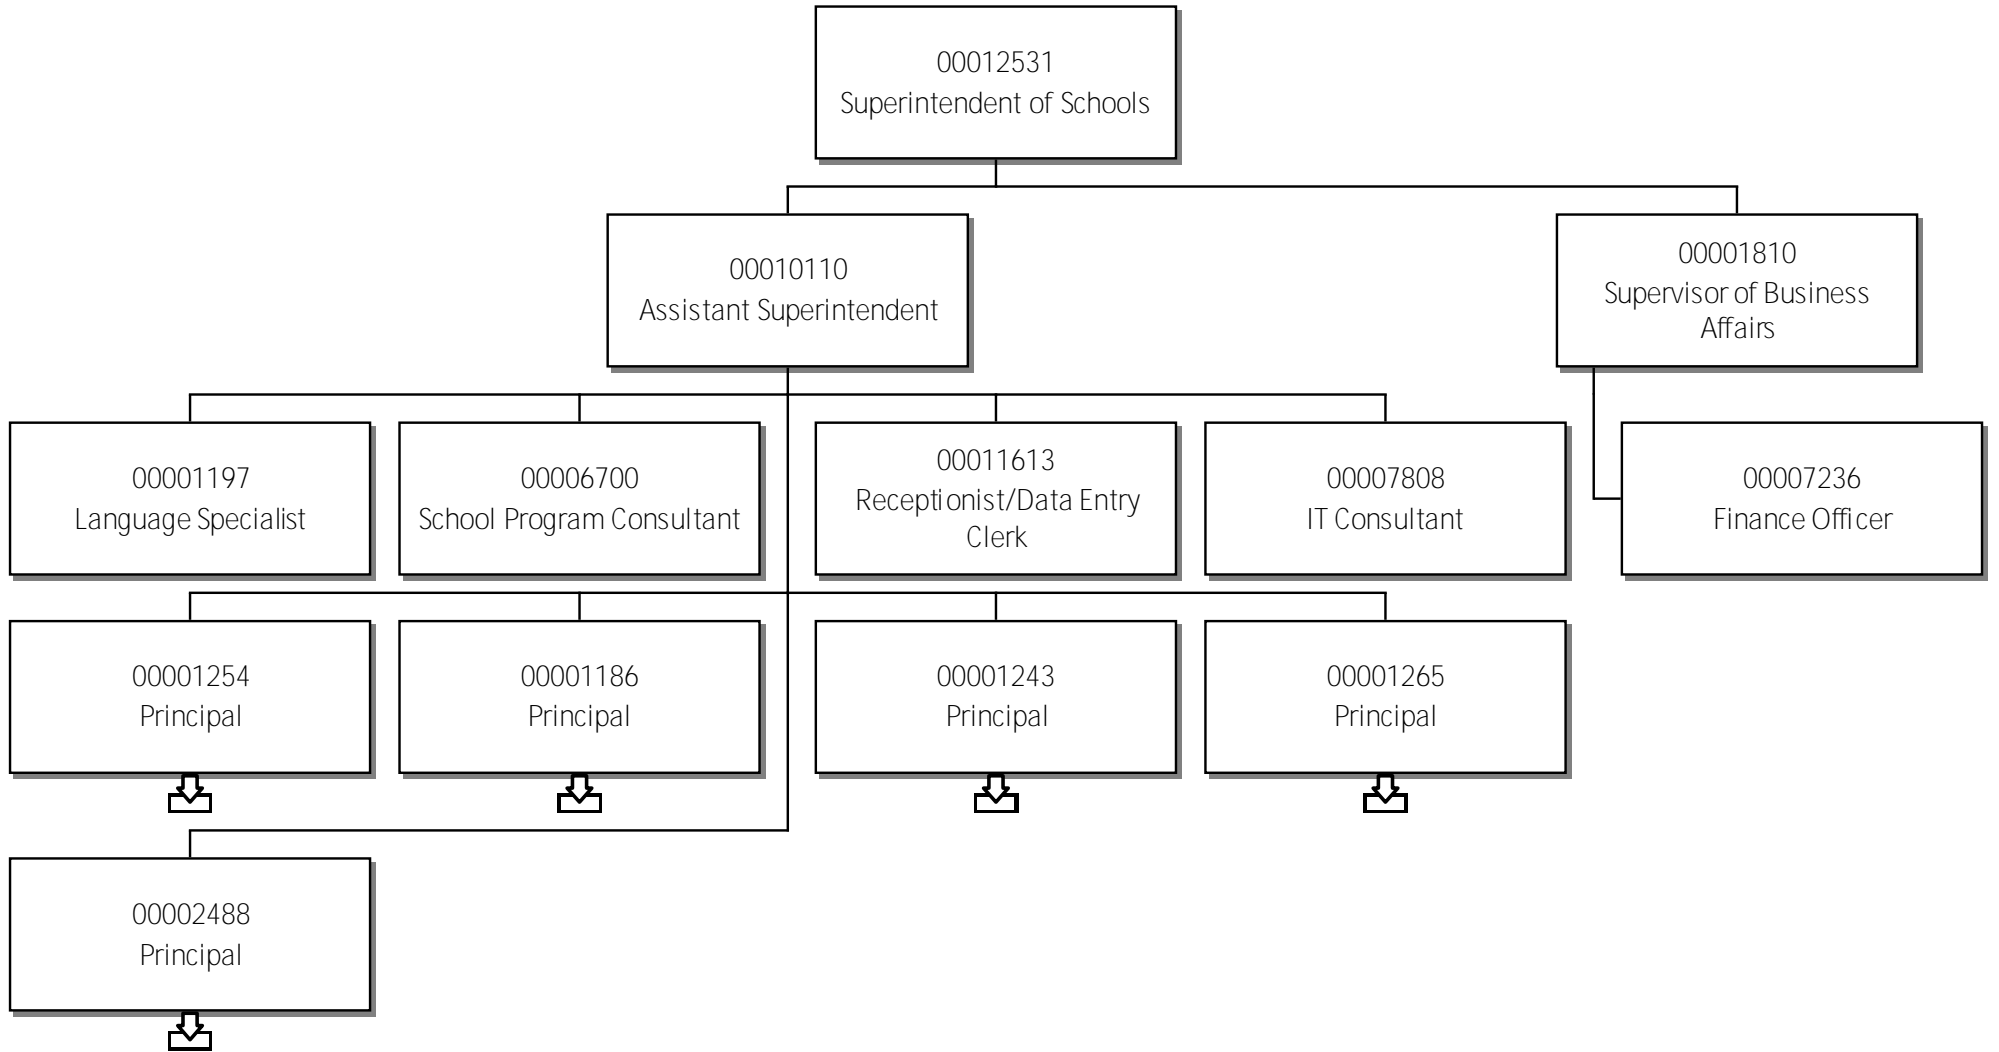 00012531
Superintendent of Schools
00010110
Assistant Superintendent
00001810
Supervisor of Business
Affairs
00001197
Language Specialist
00006700
School Program Consultant
00011613
Receptionist/Data Entry
Clerk
00007808
IT Consultant
00007236
Finance Officer
00001254
Principal
00001186
Principal
00001243
Principal
00001265
Principal
00002488
Principal